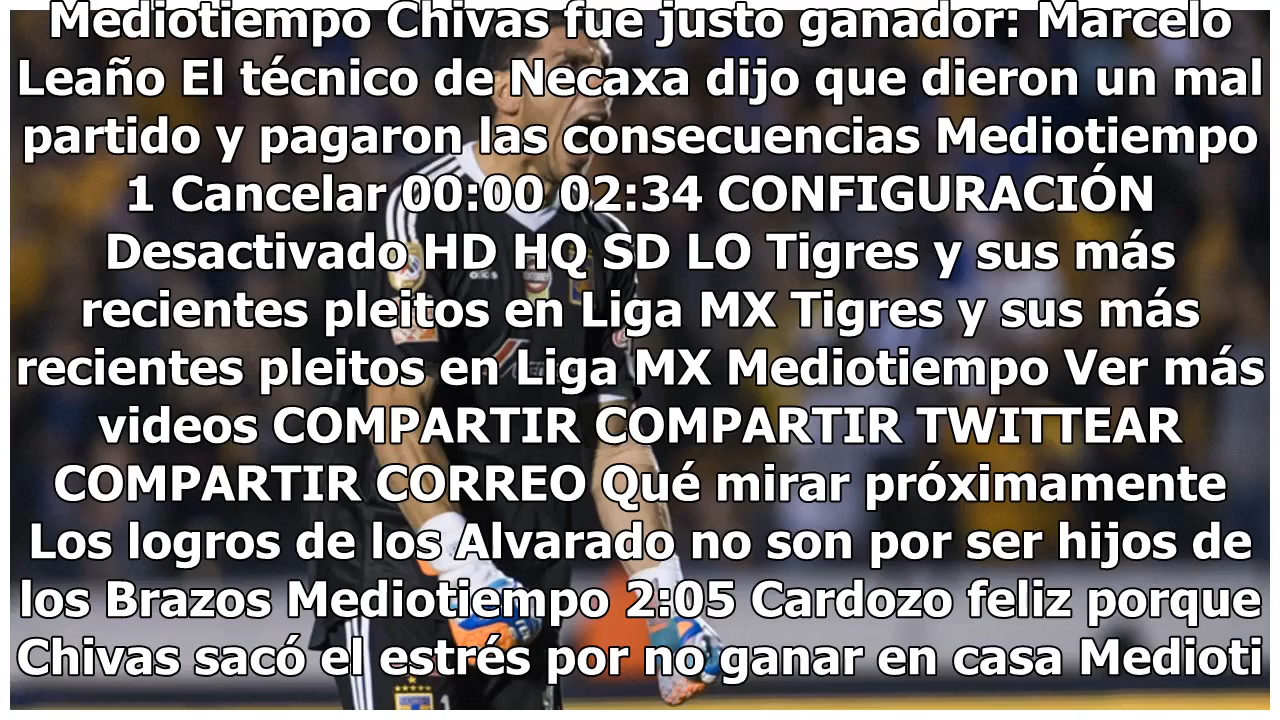 Mediotiempo Chivas fue justo ganador: Marcelo
Leaño El técnico de Necaxa dijo que dieron un mal
partido y pagaron las consecuencias Mediotiempo
1 Cancelar 00:00 02:34 CONFIGURACIÓN
Desactivado HD HQ SD LO Tigres y sus más
recientes pleitos en Liga MX Tigres y sus más
recientes pleitos en Liga MX Mediotiempo Ver más
videos COMPARTIR COMPARTIR TWITTEAR
COMPARTIR CORREO Qué mirar próximamente
Los logros de los Alvarado no son por ser hijos de
los Brazos Mediotiempo 2:05 Cardozo feliz porque
Chivas sacó el estrés por no ganar en casa Medioti
1